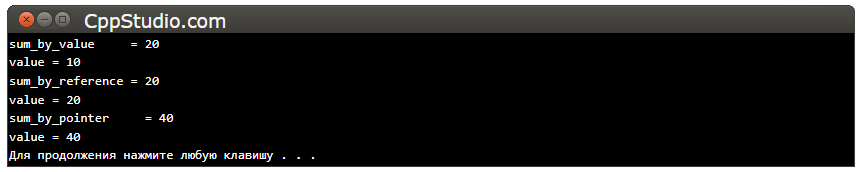 CppStudio.com
sum_by_value     = 20
value = 10
sum_by_reference = 20
value = 20
sum_by_pointer     = 40
value = 40
Для продолжения нажмите любую клавишу . . .